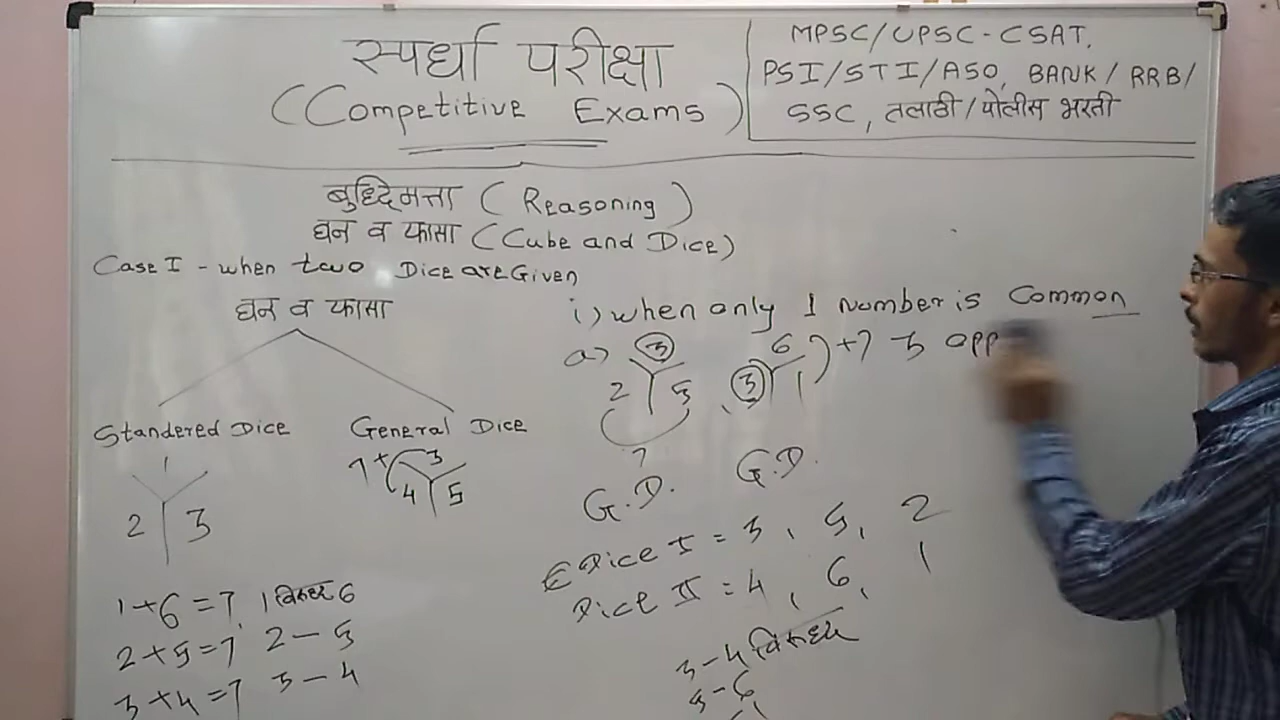 स्पर्धा परीक्षा
(Competitive Exams)
MPSC/UPSC-CSAT,
PSI/STI/ASO, BANK/RRB/
SSC, तलाठी/पोलीस भरती
बुध्दिमत्ता (Reasoning)
घन व फासा (Cube and Dice)
Case I - when two Dice are Given
घन व फासा
Standered Dice
General Dice
1
2 3
7 + 3
4 5
1+6=7, 1 विरुध्द 6
2+5=7, 2 - 5
3+4=7 3 - 4
i) when only 1 Number is Common
a) 3
2 5
7
6
3 1
+7
3 opp
G.D. G.D.
Dice I = 3, 5, 2
Dice II = 4, 6, 1
3-4 विरुध्द
5-6